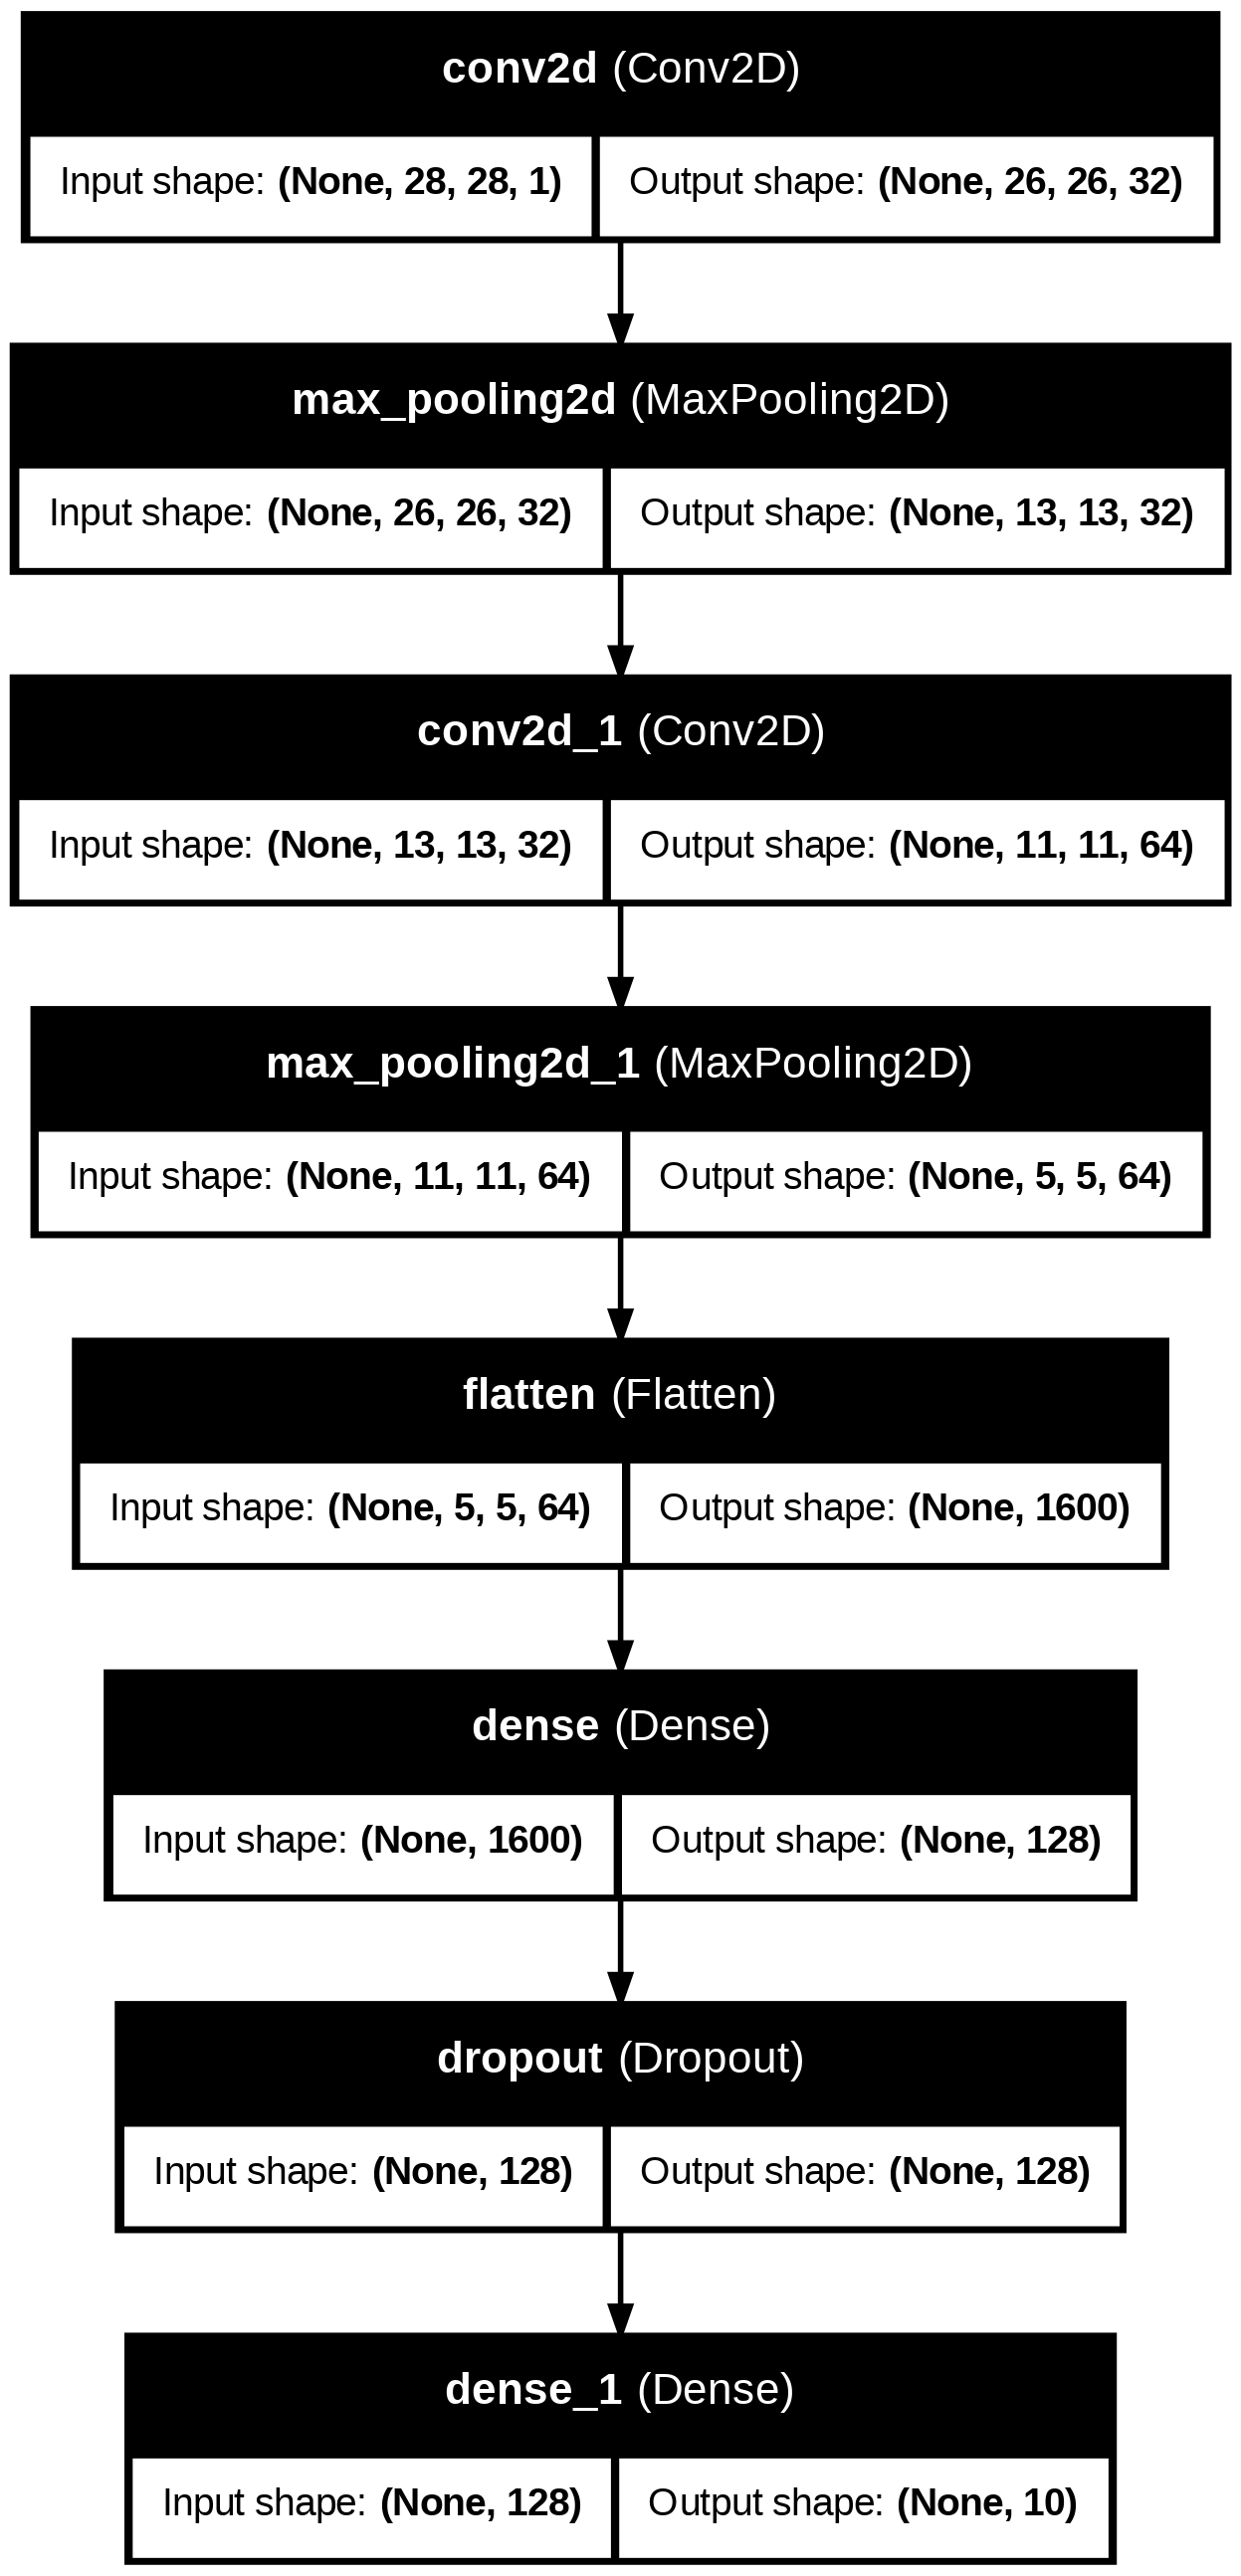 conv2d (Conv2D)
Input shape: (None, 28, 28, 1) Output shape: (None, 26, 26, 32)
max_pooling2d (MaxPooling2D)
Input shape: (None, 26, 26, 32) Output shape: (None, 13, 13, 32)
conv2d_1 (Conv2D)
Input shape: (None, 13, 13, 32) Output shape: (None, 11, 11, 64)
max_pooling2d_1 (MaxPooling2D)
Input shape: (None, 11, 11, 64) Output shape: (None, 5, 5, 64)
flatten (Flatten)
Input shape: (None, 5, 5, 64) Output shape: (None, 1600)
dense (Dense)
Input shape: (None, 1600) Output shape: (None, 128)
dropout (Dropout)
Input shape: (None, 128) Output shape: (None, 128)
dense_1 (Dense)
Input shape: (None, 128) Output shape: (None, 10)